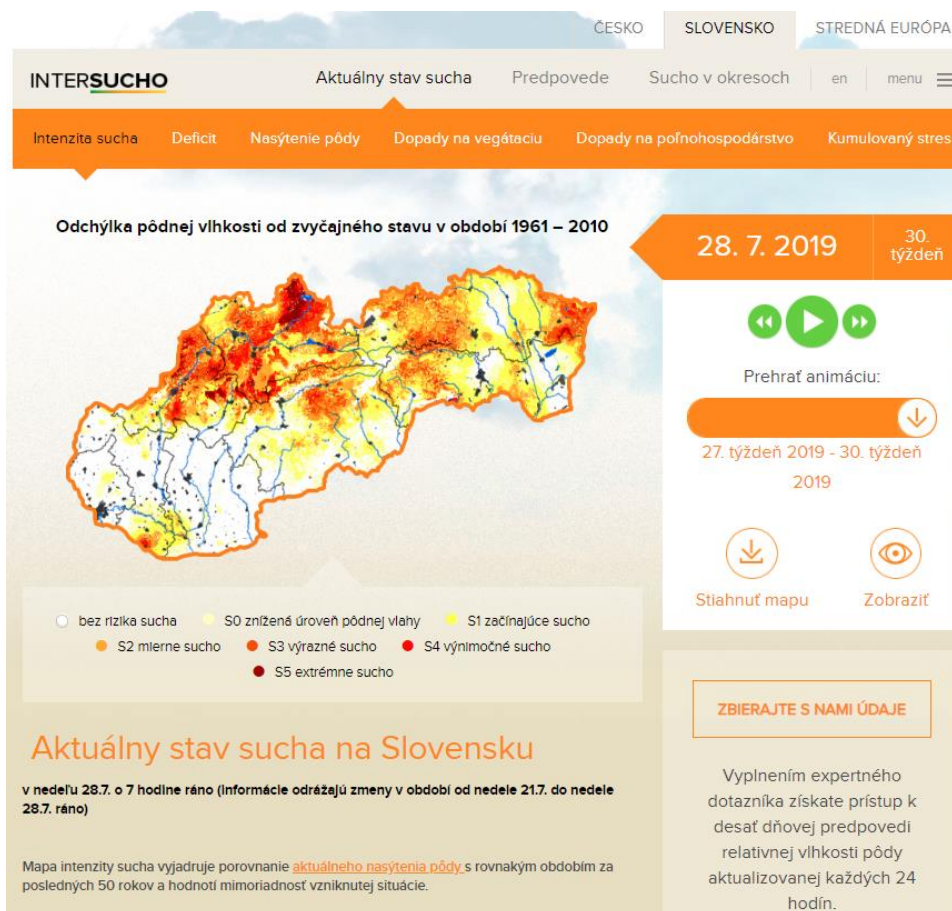 ČESKO SLOVENSKO STREDNÁ EURÓPA
INTERSUCHO Aktuálny stav sucha Predpovede Sucho v okresoch en menu
Intenzita sucha Deficit Nasýtenie pôdy Dopady na vegátaciu Dopady na poľnohospodárstvo Kumulovaný stres
Odchýlka pôdnej vlhkosti od zvyčajného stavu v období 1961 – 2010
28. 7. 2019
30.
týždeň
Prehrať animáciu:
27. týždeň 2019 - 30. týždeň
2019
Stiahnuť mapu Zobraziť
bez rizika sucha S0 znížená úroveň pôdnej vlahy S1 začínajúce sucho
S2 mierne sucho S3 výrazné sucho S4 výnimočné sucho
S5 extrémne sucho
Aktuálny stav sucha na Slovensku
v nedeľu 28.7. o 7 hodine ráno (informácie odrážajú zmeny v období od nedele 21.7. do nedele
28.7. ráno)
Mapa intenzity sucha vyjadruje porovnanie aktuálneho nasýtenia pôdy s rovnakým obdobím za
posledných 50 rokov a hodnotí mimoriadnosť vzniknutej situácie.
ZBIERAJTE S NAMI ÚDAJE
Vyplnením expertného
dotazníka získate prístup k
desať dňovej predpovedi
relatívnej vlhkosti pôdy
aktualizovanej každých 24
hodín.